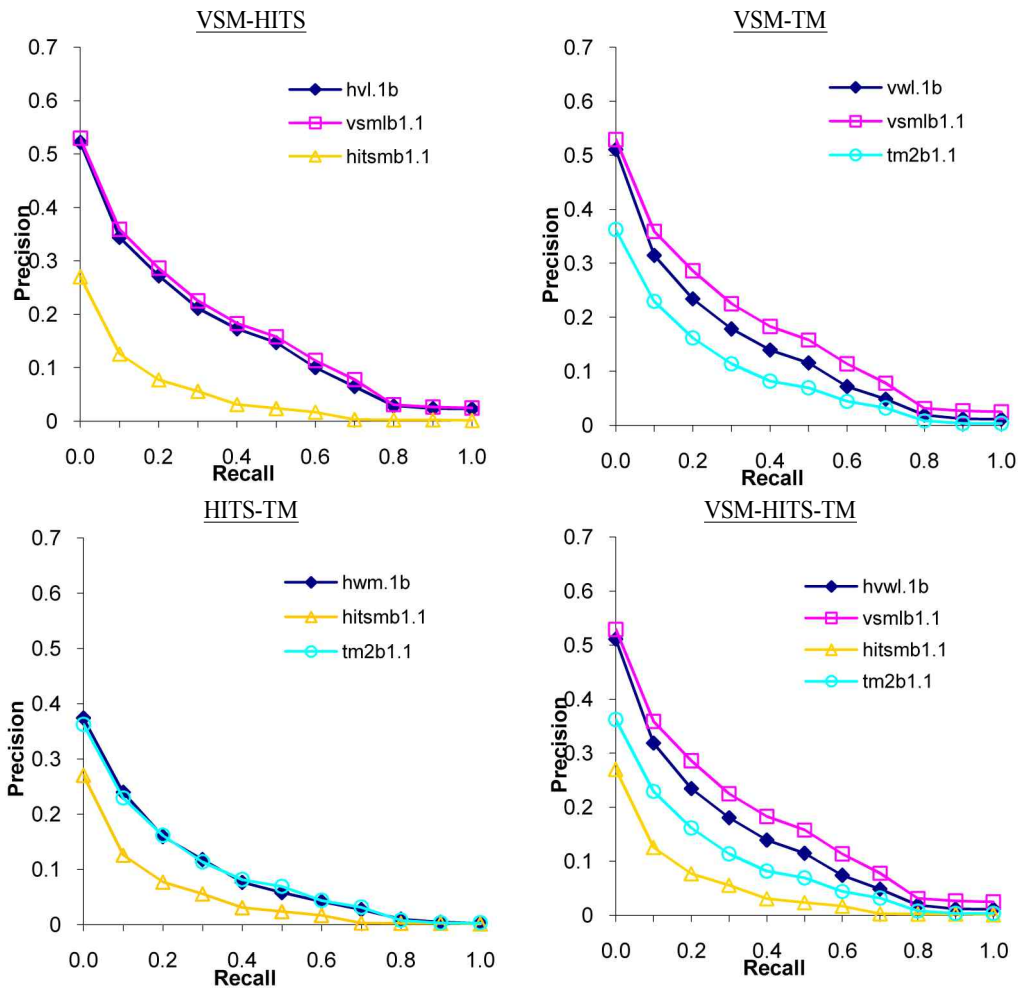 VSM-HITS
0.7
0.6
0.5
0.4
0.3
0.2
0.1
0
Precision
hvl.1b
vsmlb1.1
hitsmb1.1
0.0 0.2 0.4 0.6 0.8 1.0
Recall
VSM-TM
0.7
0.6
0.5
0.4
0.3
0.2
0.1
0
Precision
vwl.1b
vsmlb1.1
tm2b1.1
0.0 0.2 0.4 0.6 0.8 1.0
Recall
HITS-TM
0.7
0.6
0.5
0.4
0.3
0.2
0.1
0
Precision
hwm.1b
hitsmb1.1
tm2b1.1
0.0 0.2 0.4 0.6 0.8 1.0
Recall
VSM-HITS-TM
0.7
0.6
0.5
0.4
0.3
0.2
0.1
0
Precision
hvwl.1b
vsmlb1.1
hitsmb1.1
tm2b1.1
0.0 0.2 0.4 0.6 0.8 1.0
Recall